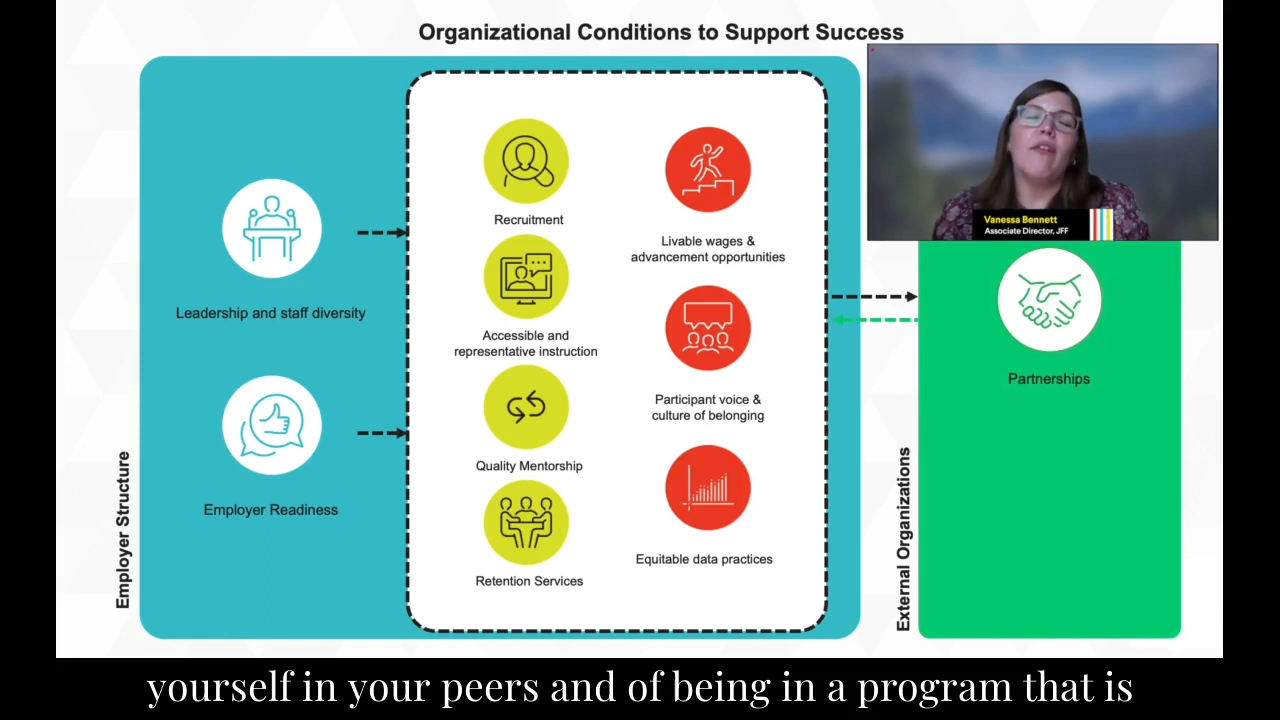 Organizational Conditions to Support Success
Vanessa Bennett
Associate Director, JFF
Employer Structure
Leadership and staff diversity
Employer Readiness
Recruitment
Accessible and
representative instruction
Quality Mentorship
Retention Services
Livable wages &
advancement opportunities
Participant voice &
culture of belonging
Equitable data practices
External Organizations
Partnerships
yourself in your peers and of being in a program that is